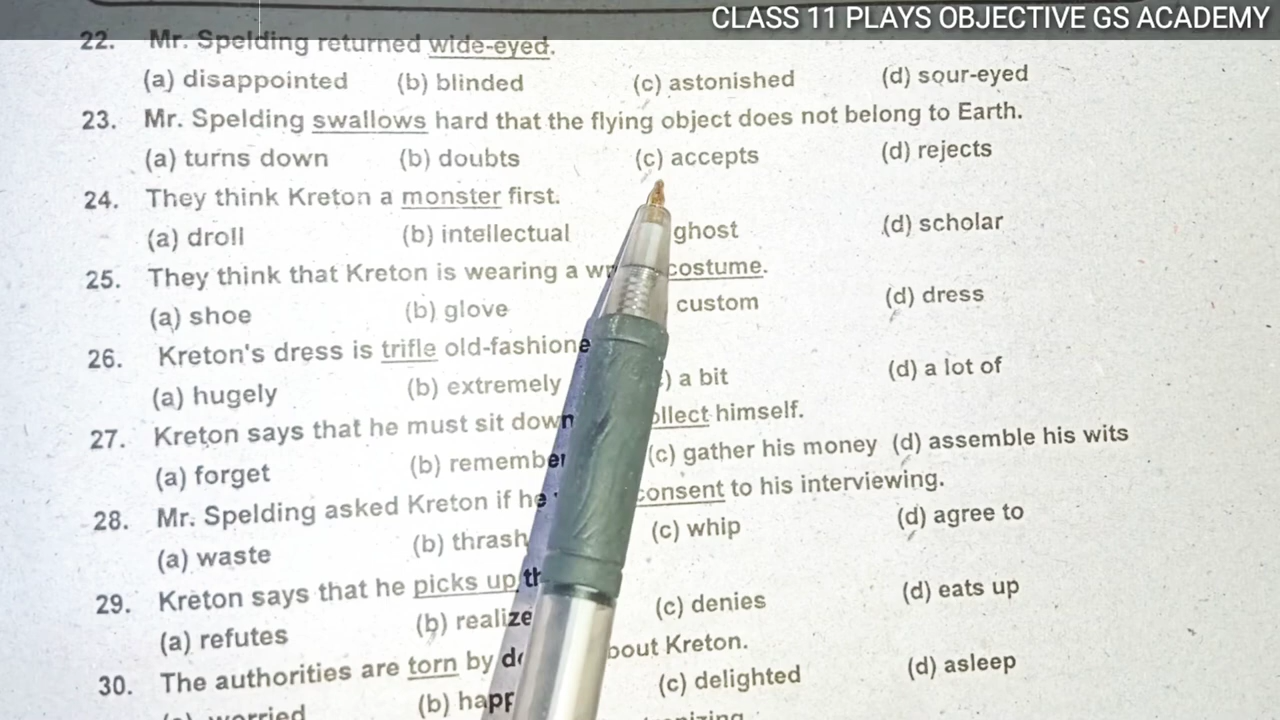 CLASS 11 PLAYS OBJECTIVE GS ACADEMY
22. Mr. Spelding returned wide-eyed.
(a) disappointed (b) blinded (c) astonished (d) sour-eyed
23. Mr. Spelding swallows hard that the flying object does not belong to Earth.
(a) turns down (b) doubts (c) accepts (d) rejects
24. They think Kreton a monster first.
(a) droll (b) intellectual ghost (d) scholar
25. They think that Kreton is wearing a costume.
(a) shoe (b) glove custom (d) dress
26. Kreton's dress is trifle
(a) hugely (b) extremely a bit (d) a lot of
27. Kreton says that he must sit down himself.
(a) forget (b) remember (c) gather his money (d) assemble his wits
28. Mr. Spelding asked Kreton if he consent to his interviewing.
(a) waste (b) thrash (c) whip (d) agree to
29. Kreton says that he picks up
(a) refutes (b) realize (c) denies (d) eats up
30. The authorities are torn by about Kreton.
(a) worried (b) (c) delighted (d) asleep